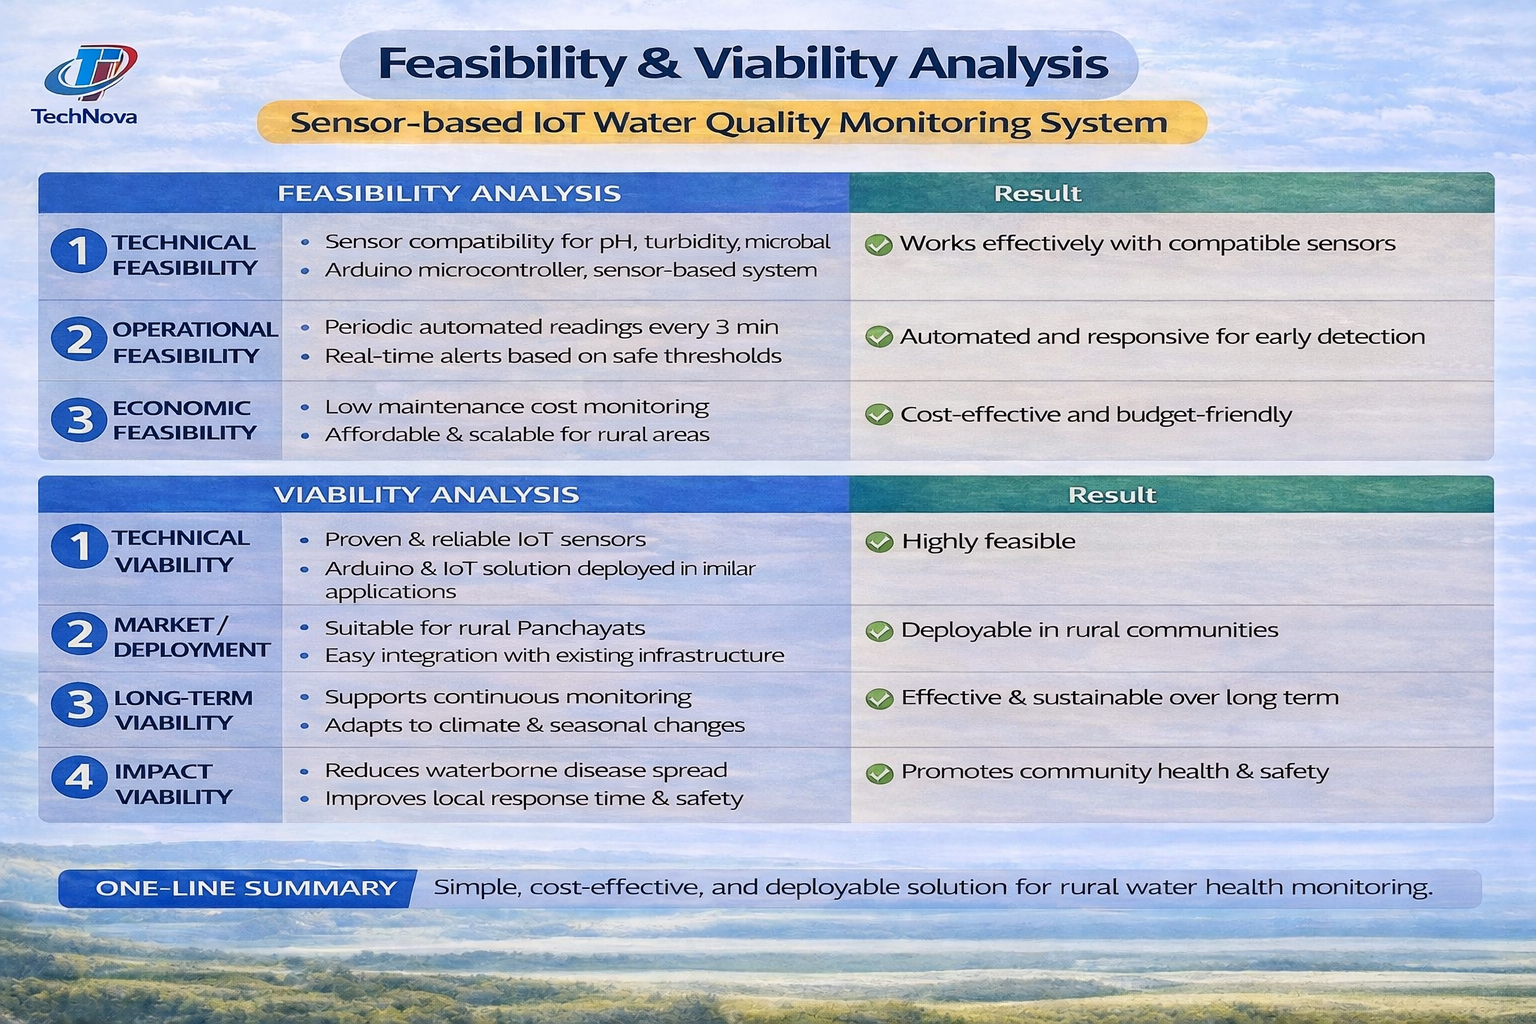 TechNova
Feasibility & Viability Analysis
Sensor-based IoT Water Quality Monitoring System
FEASIBILITY ANALYSIS
Result
1
TECHNICAL
FEASIBILITY
• Sensor compatibility for pH, turbidity, microbal
• Arduino microcontroller, sensor-based system
Works effectively with compatible sensors
2
OPERATIONAL
FEASIBILITY
• Periodic automated readings every 3 min
• Real-time alerts based on safe thresholds
Automated and responsive for early detection
3
ECONOMIC
FEASIBILITY
• Low maintenance cost monitoring
• Affordable & scalable for rural areas
Cost-effective and budget-friendly
VIABILITY ANALYSIS
Result
1
TECHNICAL
VIABILITY
• Proven & reliable IoT sensors
• Arduino & IoT solution deployed in imilar
applications
Highly feasible
2
MARKET /
DEPLOYMENT
• Suitable for rural Panchayats
• Easy integration with existing infrastructure
Deployable in rural communities
3
LONG-TERM
VIABILITY
• Supports continuous monitoring
• Adapts to climate & seasonal changes
Effective & sustainable over long term
4
IMPACT
VIABILITY
• Reduces waterborne disease spread
• Improves local response time & safety
Promotes community health & safety
ONE-LINE SUMMARY
Simple, cost-effective, and deployable solution for rural water health monitoring.